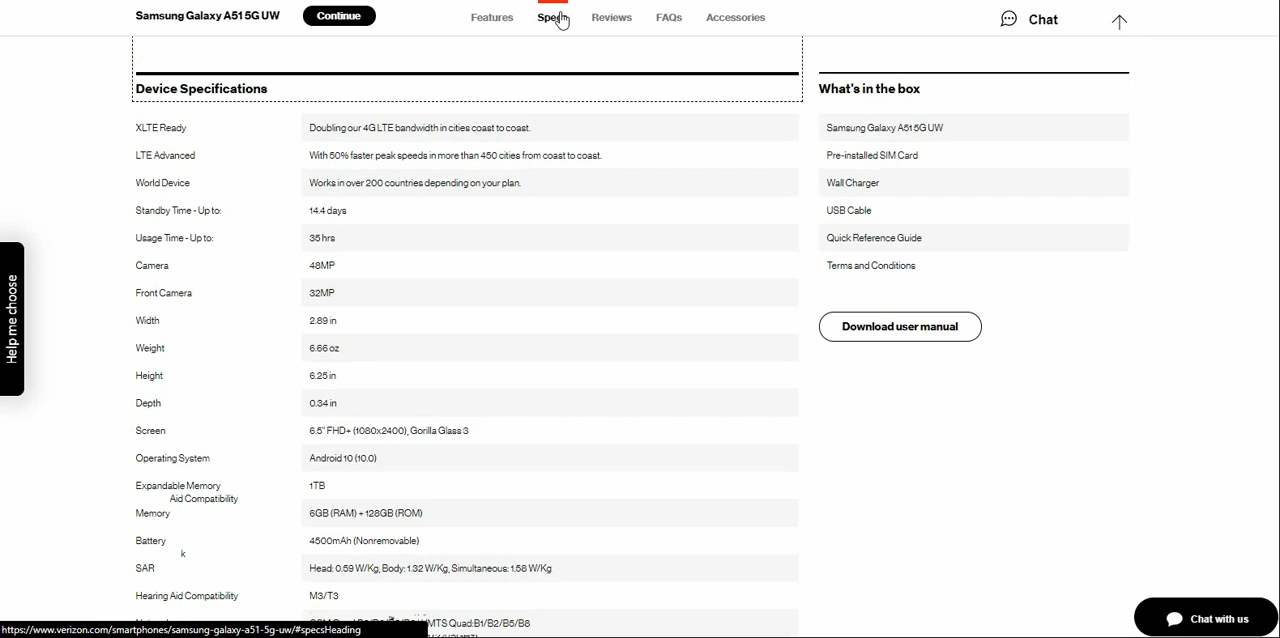 Samsung Galaxy A51 5G UW
Continue
Features
Specs
Reviews
FAQs
Accessories
Chat
Device Specifications
XLTE Ready
Doubling our 4G LTE bandwidth in cities coast to coast.
LTE Advanced
With 50% faster peak speeds in more than 450 cities from coast to coast.
World Device
Works in over 200 countries depending on your plan.
Standby Time - Up to:
14.4 days
Usage Time - Up to:
35 hrs
Camera
48MP
Front Camera
32MP
Width
2.89 in
Weight
6.66 oz
Height
6.25 in
Depth
0.34 in
Screen
6.5" FHD+ (1080x2400), Gorilla Glass 3
Operating System
Android 10 (10.0)
Expandable Memory
1TB
Aid Compatibility
Memory
6GB (RAM) + 128GB (ROM)
Battery
4500mAh (Nonremovable)
k
SAR
Head: 0.59 W/Kg, Body: 1.32 W/Kg, Simultaneous: 1.58 W/Kg
Hearing Aid Compatibility
M3/T3
MTS Quad:B1/B2/B5/B8
What's in the box
Samsung Galaxy A51 5G UW
Pre-installed SIM Card
Wall Charger
USB Cable
Quick Reference Guide
Terms and Conditions
Download user manual
Help me choose
Chat with us
https://www.verizon.com/smartphones/samsung-galaxy-a51-5g-uw/#specsHeading